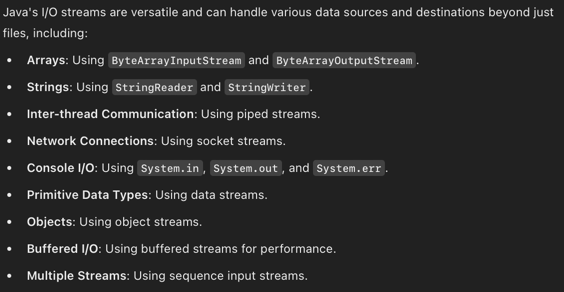 Java's I/O streams are versatile and can handle various data sources and destinations beyond just
files, including:
• Arrays: Using ByteArrayInputStream and ByteArrayOutputStream.
• Strings: Using StringReader and StringWriter.
• Inter-thread Communication: Using piped streams.
• Network Connections: Using socket streams.
• Console I/O: Using System.in, System.out, and System.err.
• Primitive Data Types: Using data streams.
• Objects: Using object streams.
• Buffered I/O: Using buffered streams for performance.
• Multiple Streams: Using sequence input streams.